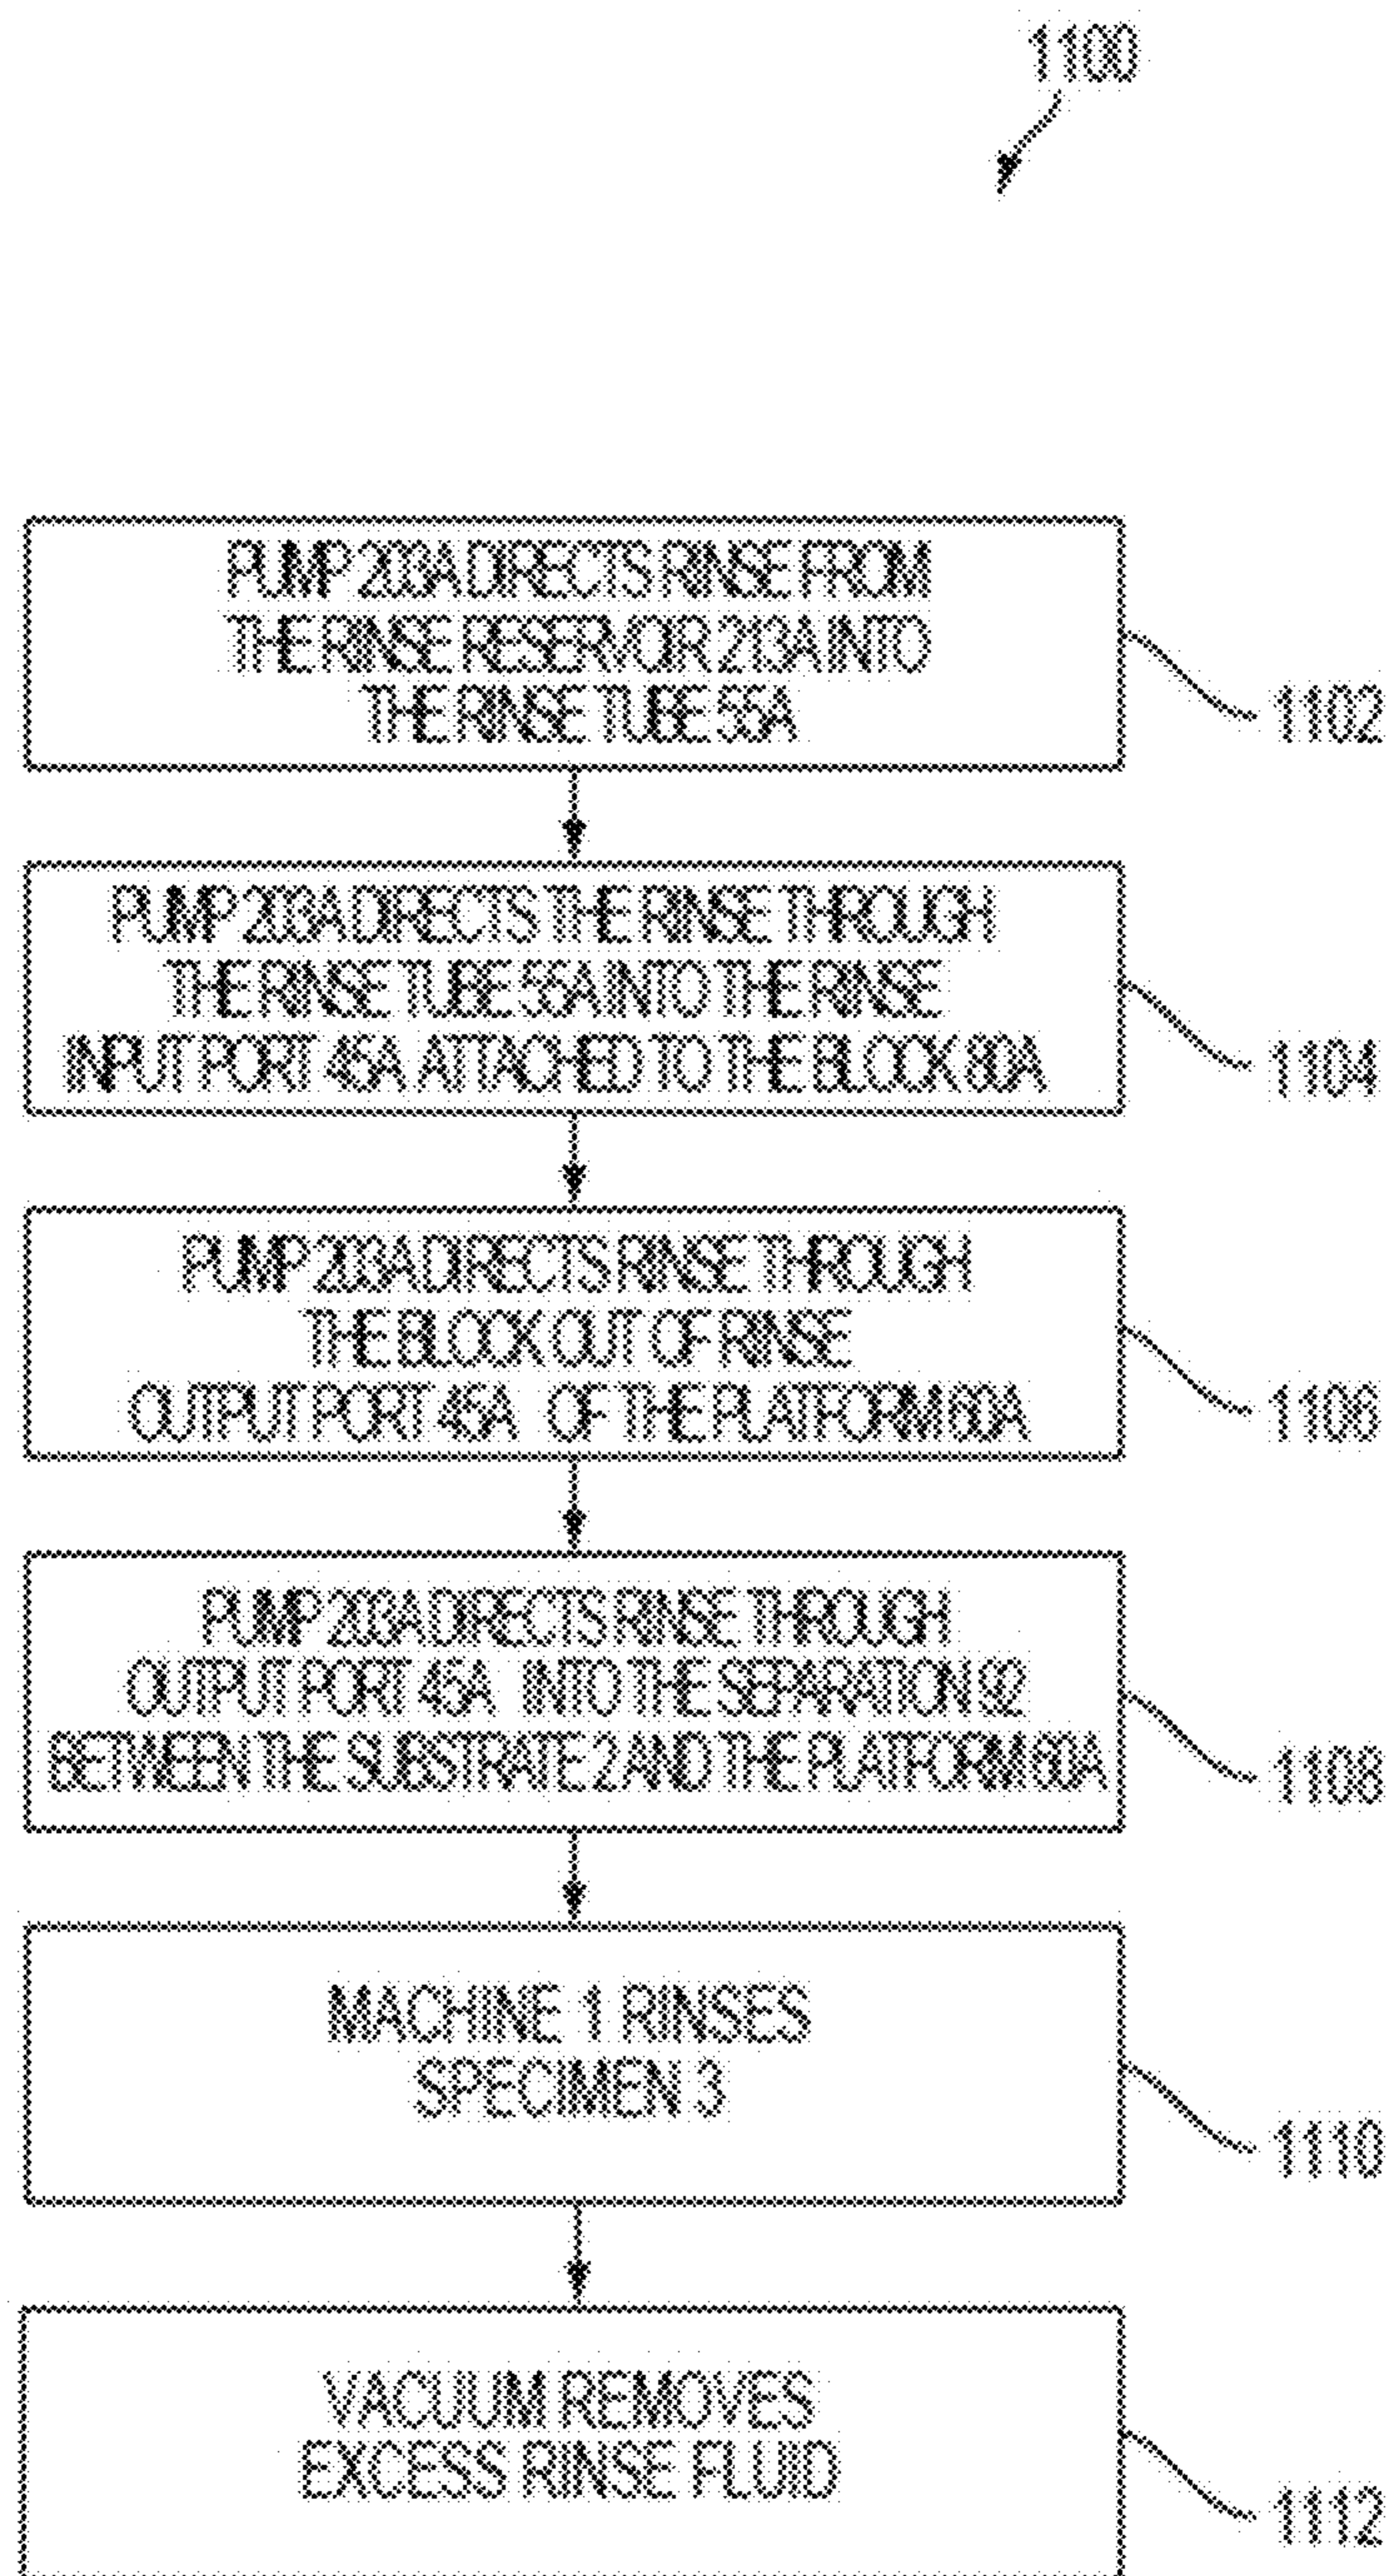 1100
PUMP 203A DIRECTS RINSE FROM
THE RINSE RESERVOIR 213A INTO
THE RINSE TUBE 55A
1102
PUMP 203A DIRECTS THE RINSE THROUGH
THE RINSE TUBE 55A INTO THE RINSE
INPUT PORT 45A ATTACHED TO THE BLOCK 80A
1104
PUMP 203A DIRECTS RINSE THROUGH
THE BLOCK OUT OF RINSE
OUTPUT PORT 45A OF THE PLATFORM 60A
1106
PUMP 203A DIRECTS RINSE THROUGH
OUTPUT PORT 45A INTO THE SEPARATION 92
BETWEEN THE SUBSTRATE 2 AND THE PLATFORM 60A
1108
MACHINE 1 RINSES
SPECIMEN 3
1110
VACUUM REMOVES
EXCESS RINSE FLUID
1112